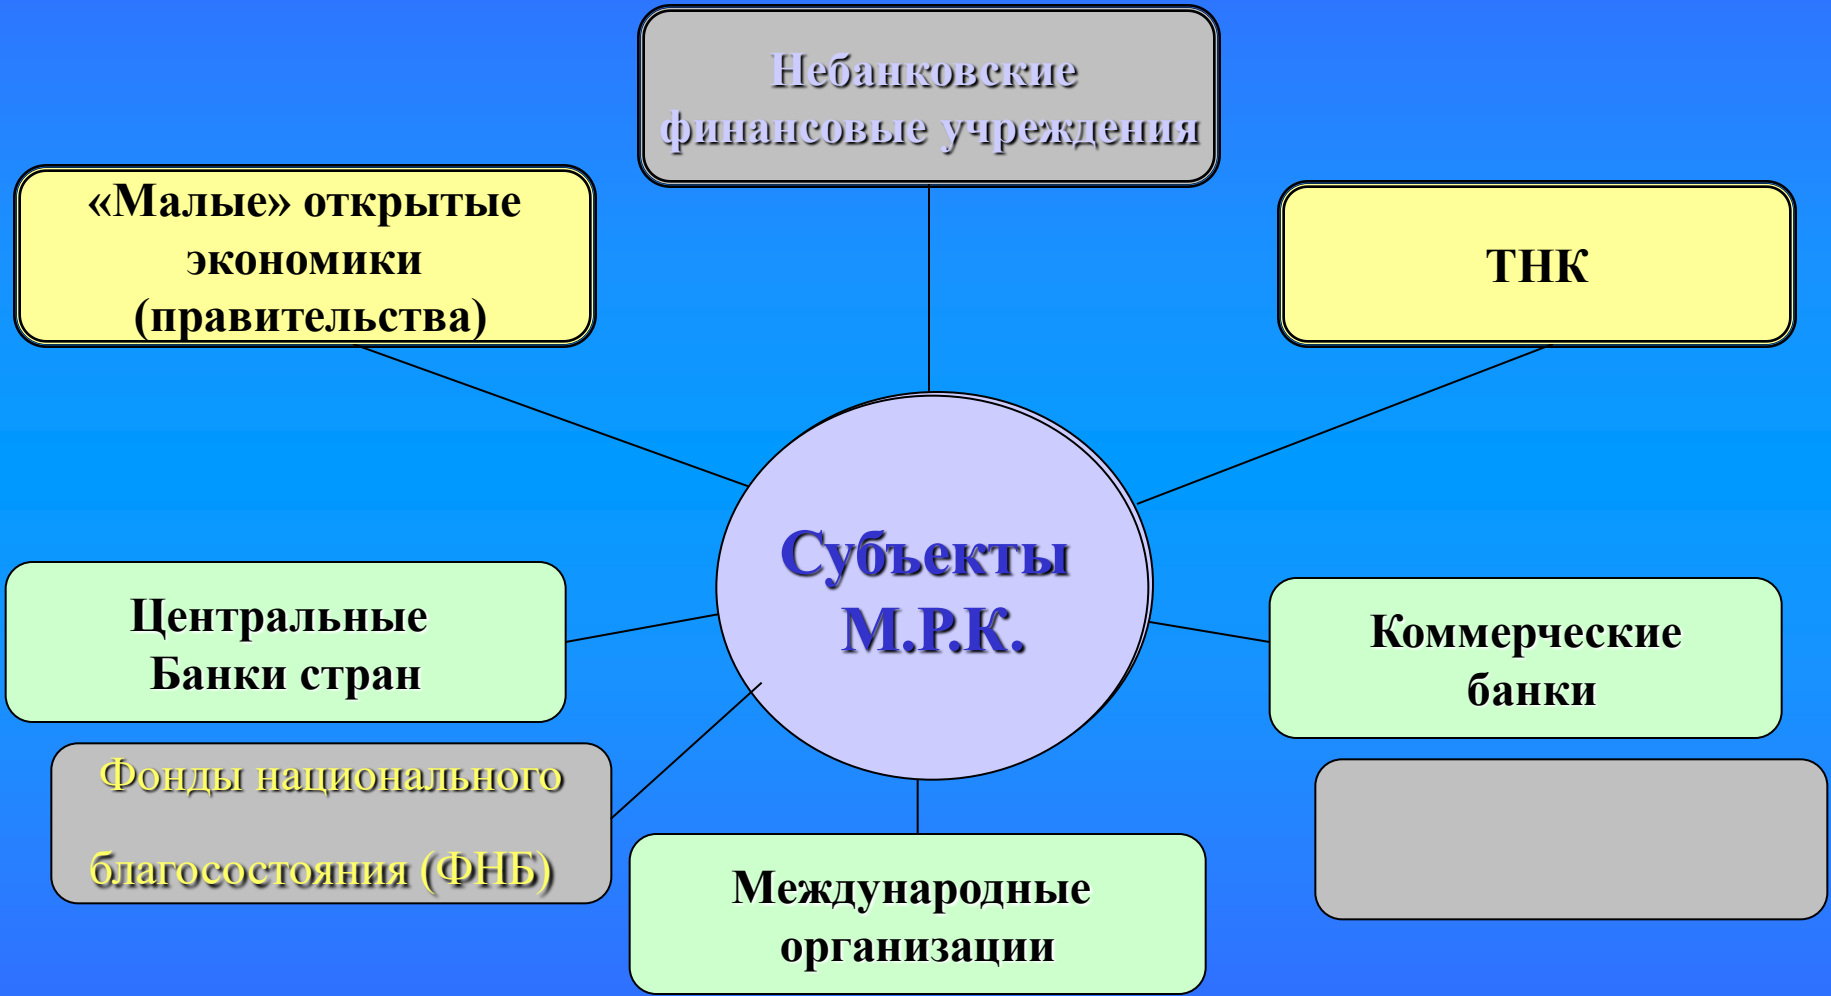 Небанковские
финансовые учреждения
«Малые» открытые
экономики
(правительства)
ТНК
Субъекты
М.Р.К.
Центральные
Банки стран
Коммерческие
банки
Фонды национального
благосостояния (ФНБ)
Международные
организации